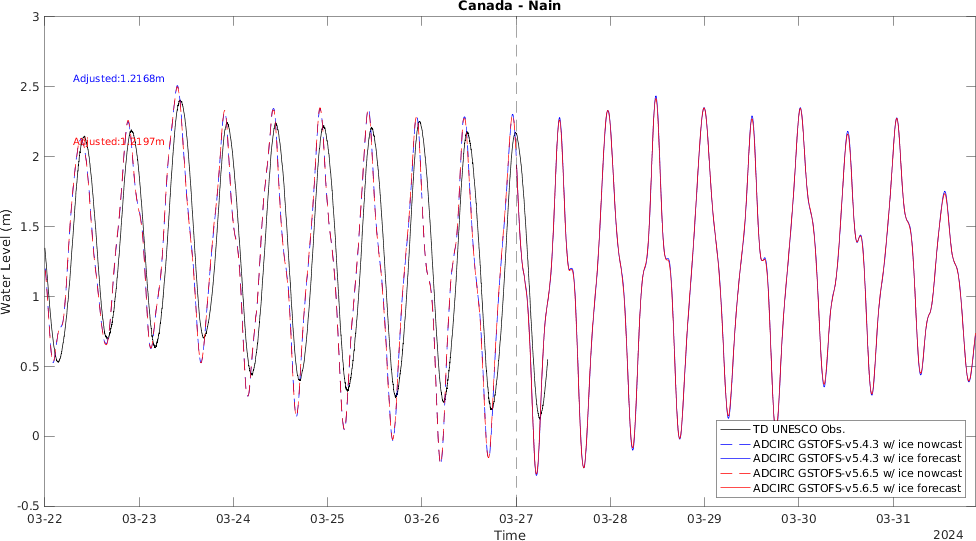 Canada - Nain
3
2.5
2
1.5
1
0.5
0
-0.5
Water Level (m)
Adjusted:1.2168m
Adjusted:1.2197m
TD UNESCO Obs.
ADCIRC GSTOFS-v5.4.3 w/ ice nowcast
ADCIRC GSTOFS-v5.4.3 w/ ice forecast
ADCIRC GSTOFS-v5.6.5 w/ ice nowcast
ADCIRC GSTOFS-v5.6.5 w/ ice forecast
03-22 03-23 03-24 03-25 03-26 03-27 03-28 03-29 03-30 03-31
Time
2024